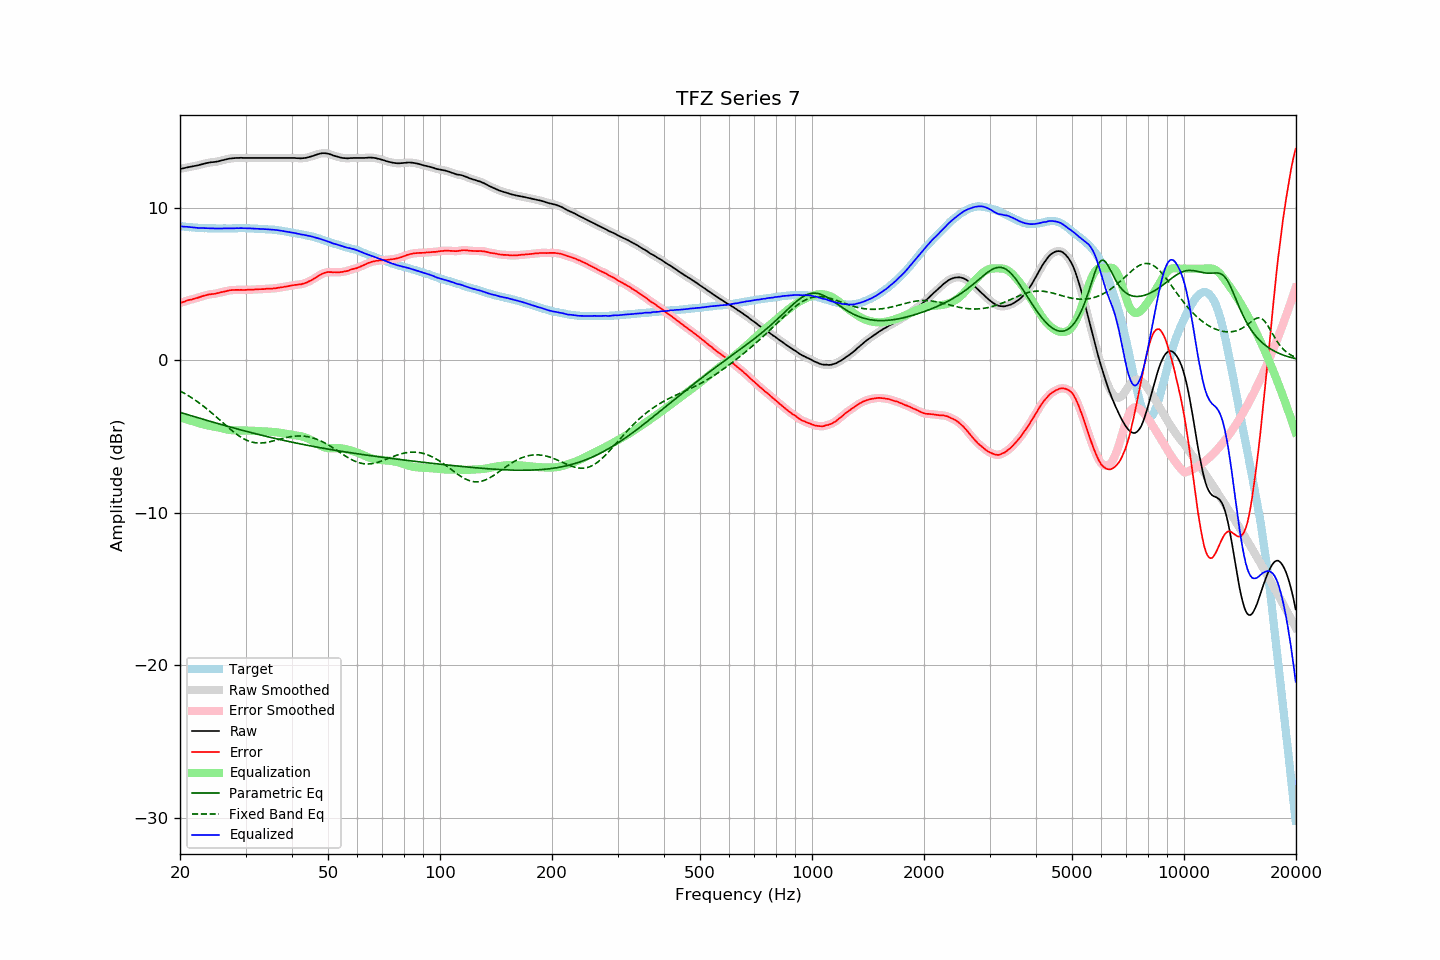 TFZ Series 7
Amplitude (dBr)
10
0
−10
−20
−30
Target
Raw Smoothed
Error Smoothed
Raw
Error
Equalization
Parametric Eq
Fixed Band Eq
Equalized
20 50 100 200 500 1000 2000 5000 10000 20000
Frequency (Hz)